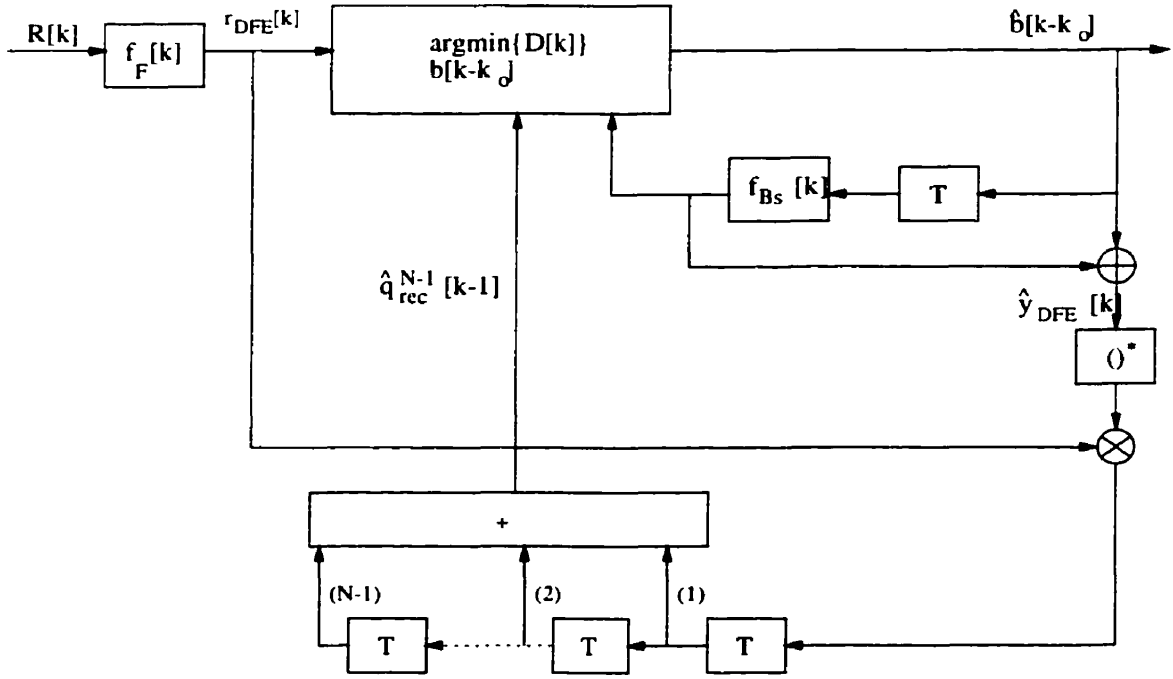 R[k]
f_F[k]
r_DFE[k]
argmin{D[k]}
b[k-k_o]
b̂[k-k_o]
f_Bs [k]
T
q̂_rec^N-1 [k-1]
ŷ_DFE [k]
()*
+
(N-1)
(2)
(1)
T
T
T